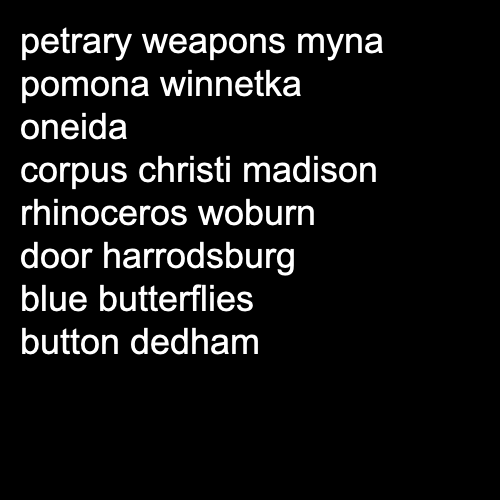 petrary weapons myna
pomona winnetka
oneida
corpus christi madison
rhinoceros woburn
door harrodsburg
blue butterflies
button dedham